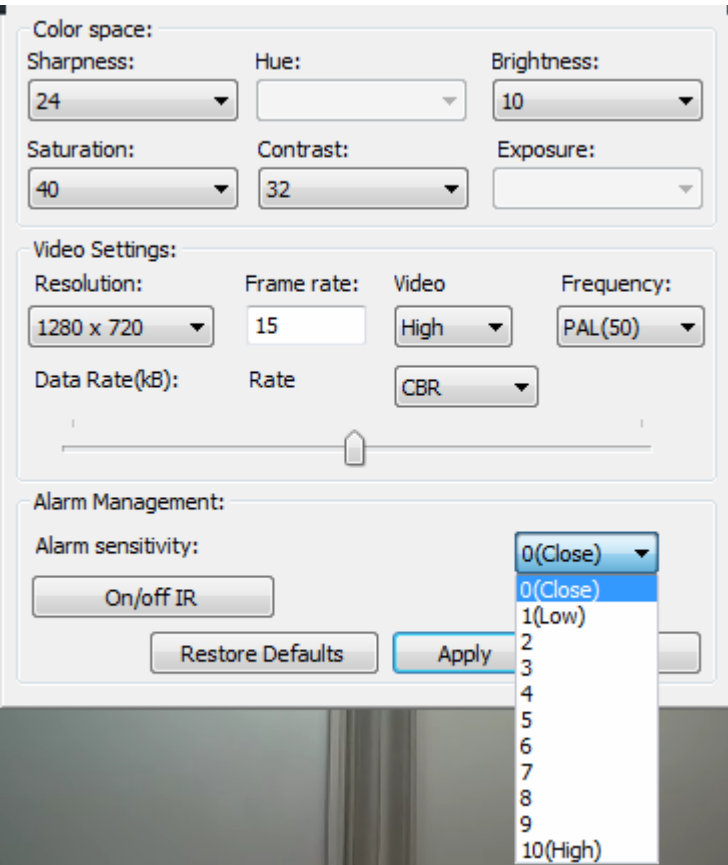 Color space:
Sharpness: Hue: Brightness:
24 10
Saturation: Contrast: Exposure:
40 32
Video Settings:
Resolution: Frame rate: Video Frequency:
1280 x 720 15 High PAL(50)
Data Rate(kB): Rate CBR
Alarm Management:
Alarm sensitivity: 0(Close)
On/off IR
Restore Defaults Apply
0(Close)
1(Low)
2
3
4
5
6
7
8
9
10(High)